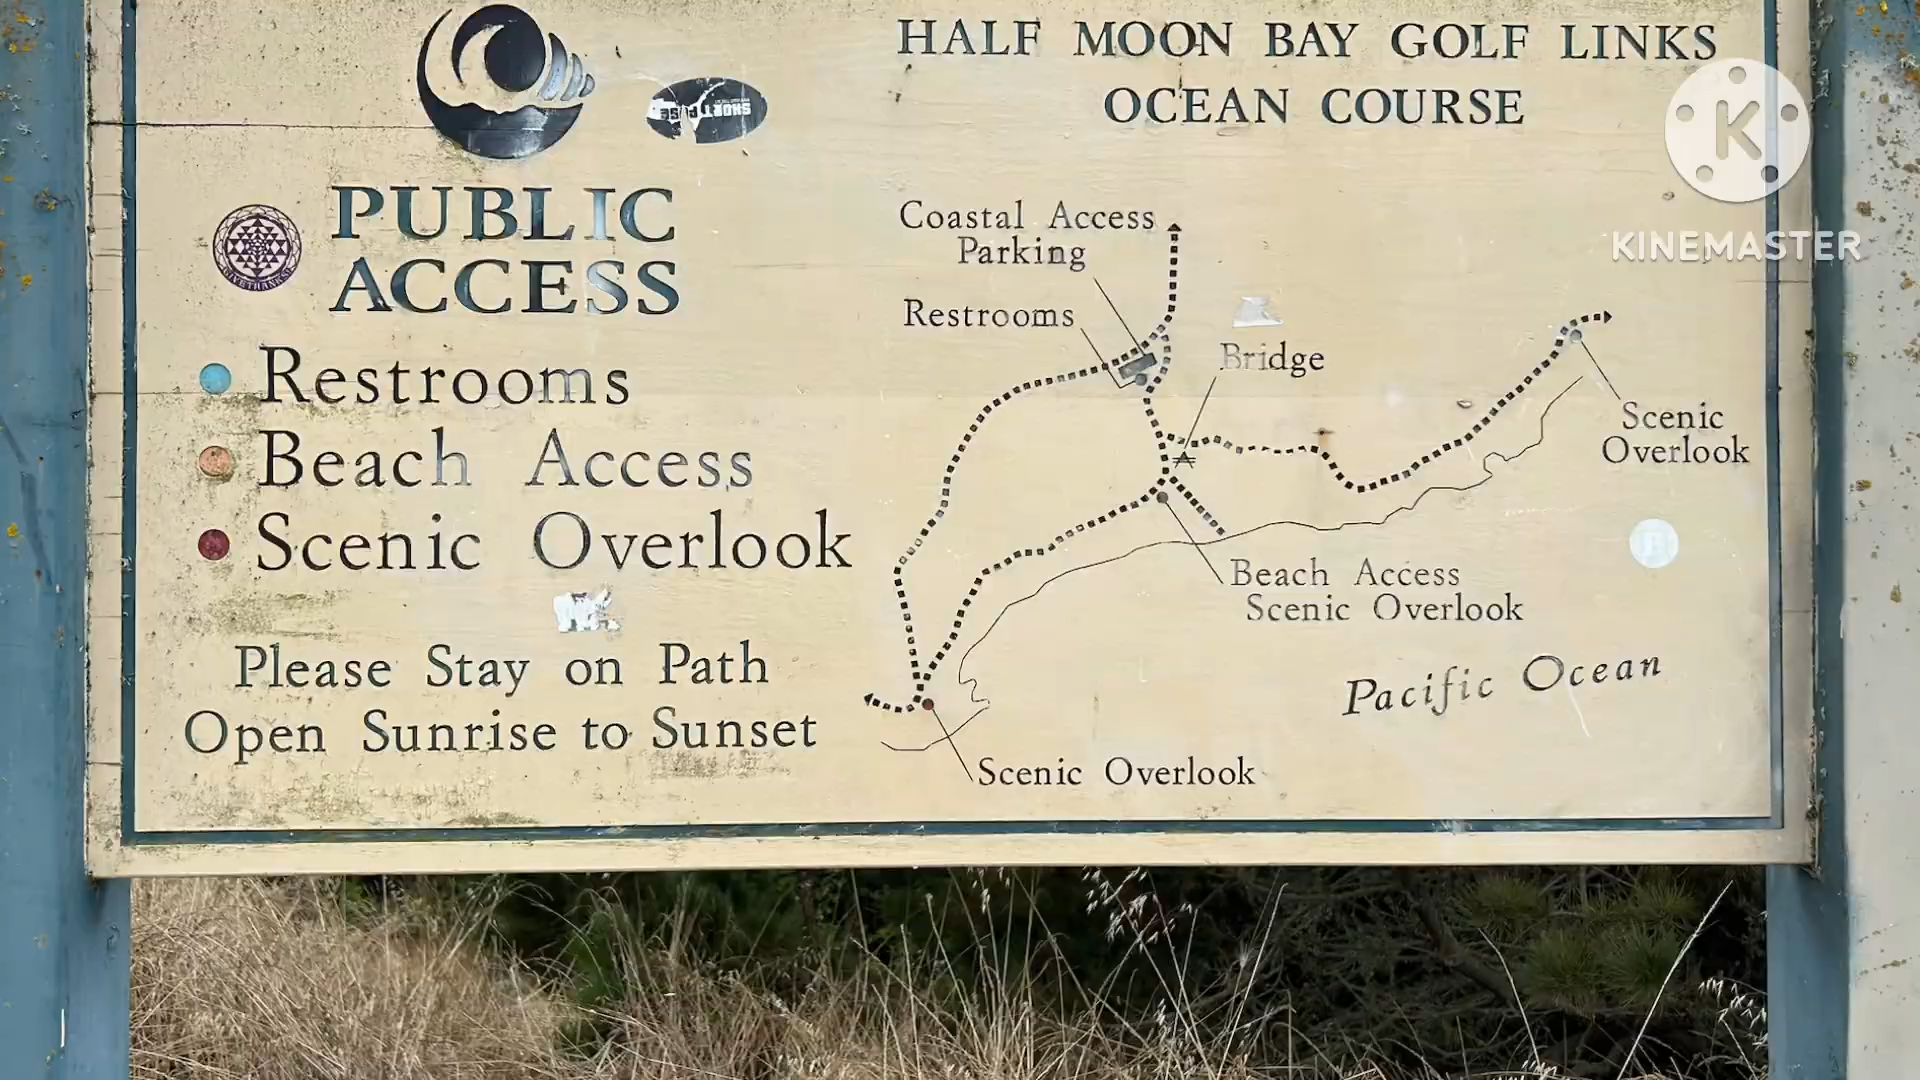 HALF MOON BAY GOLF LINKS
OCEAN COURSE
PUBLIC
ACCESS
Restrooms
Beach Access
Scenic Overlook
Please Stay on Path
Open Sunrise to Sunset
Coastal Access
Parking
Restrooms
Bridge
Scenic
Overlook
Beach Access
Scenic Overlook
Pacific Ocean
Scenic Overlook
K
KINEMASTER